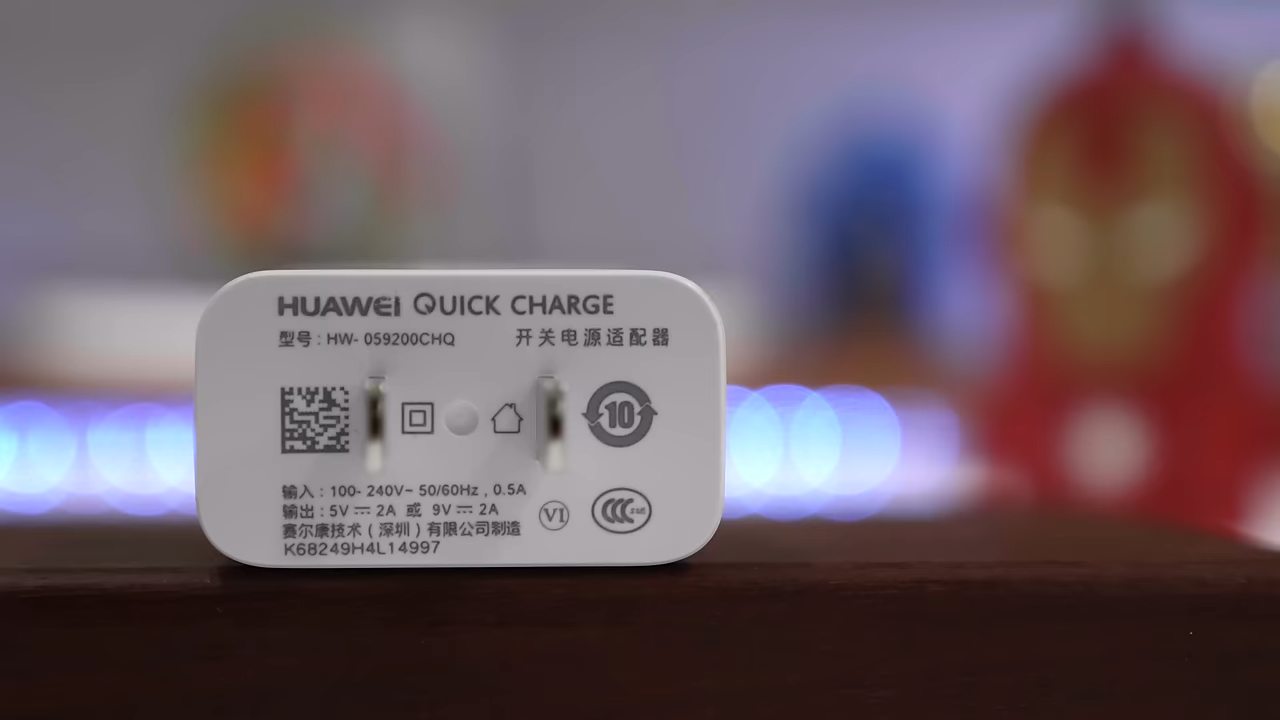 HUAWEI QUICK CHARGE
型号 : HW- 059200CHQ 开关电源适配器
10
输入 : 100- 240V~ 50/60Hz , 0.5A
输出 : 5V ⎓ 2A 或 9V ⎓ 2A
VI
CCC
赛尔康技术 ( 深圳 ) 有限公司制造
K68249H4L14997